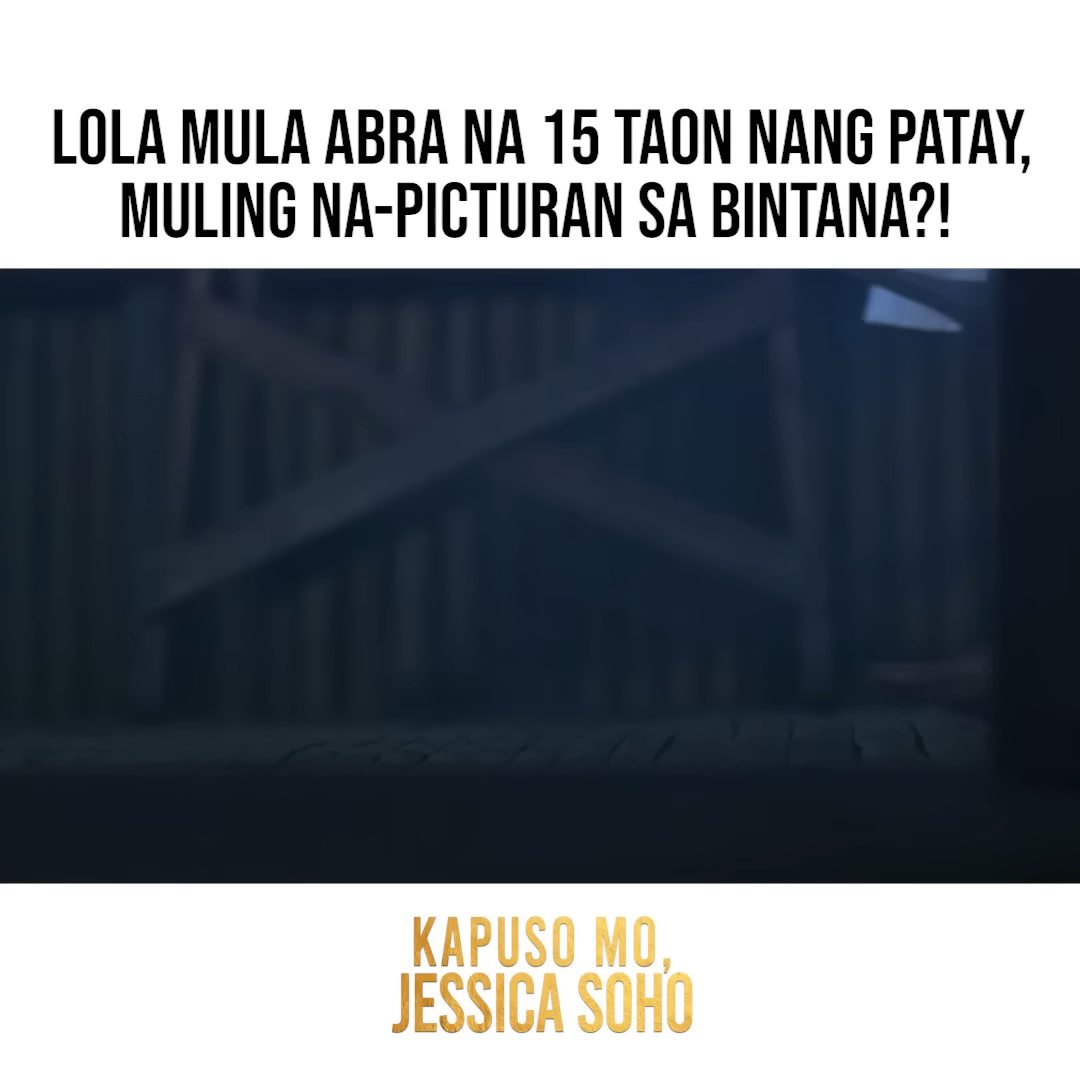 LOLA MULA ABRA NA 15 TAON NANG PATAY,
MULING NA-PICTURAN SA BINTANA?!
KAPUSO MO,
JESSICA SOHO